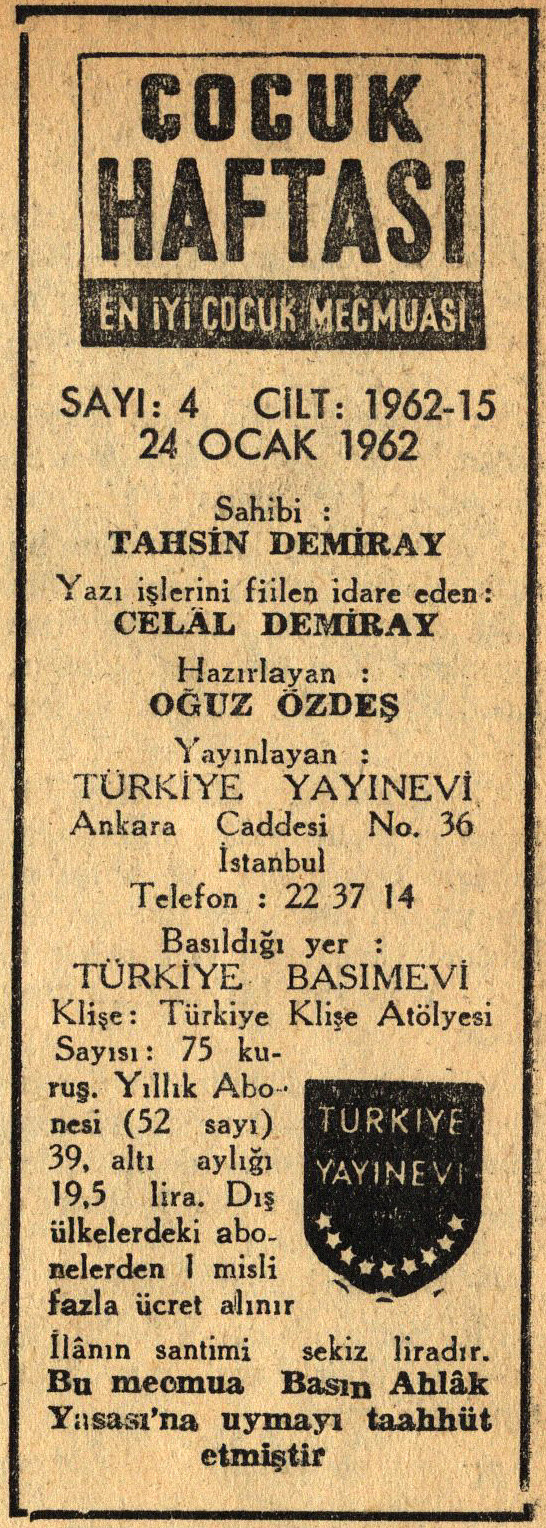 ÇOCUK
HAFTASI
EN İYİ ÇOCUK MECMUASI
SAYI: 4 CİLT: 1962-15
24 OCAK 1962
Sahibi :
TAHSİN DEMİRAY
Yazı işlerini fiilen idare eden:
CELÂL DEMİRAY
Hazırlayan :
OĞUZ ÖZDEŞ
Yayınlayan :
TÜRKİYE YAYINEVİ
Ankara Caddesi No. 36
İstanbul
Telefon : 22 37 14
Basıldığı yer :
TÜRKİYE BASIMEVİ
Klişe: Türkiye Klişe Atölyesi
Sayısı: 75 ku-
ruş. Yıllık Abo-
nesi (52 sayı)
39, altı aylığı
19,5 lira. Dış
ülkelerdeki abo-
nelerden 1 misli
fazla ücret alınır
TÜRKİYE
YAYINEVİ
İlânın santimi sekiz liradır.
Bu mecmua Basın Ahlâk
Yasası'na uymayı taahhüt
etmiştir